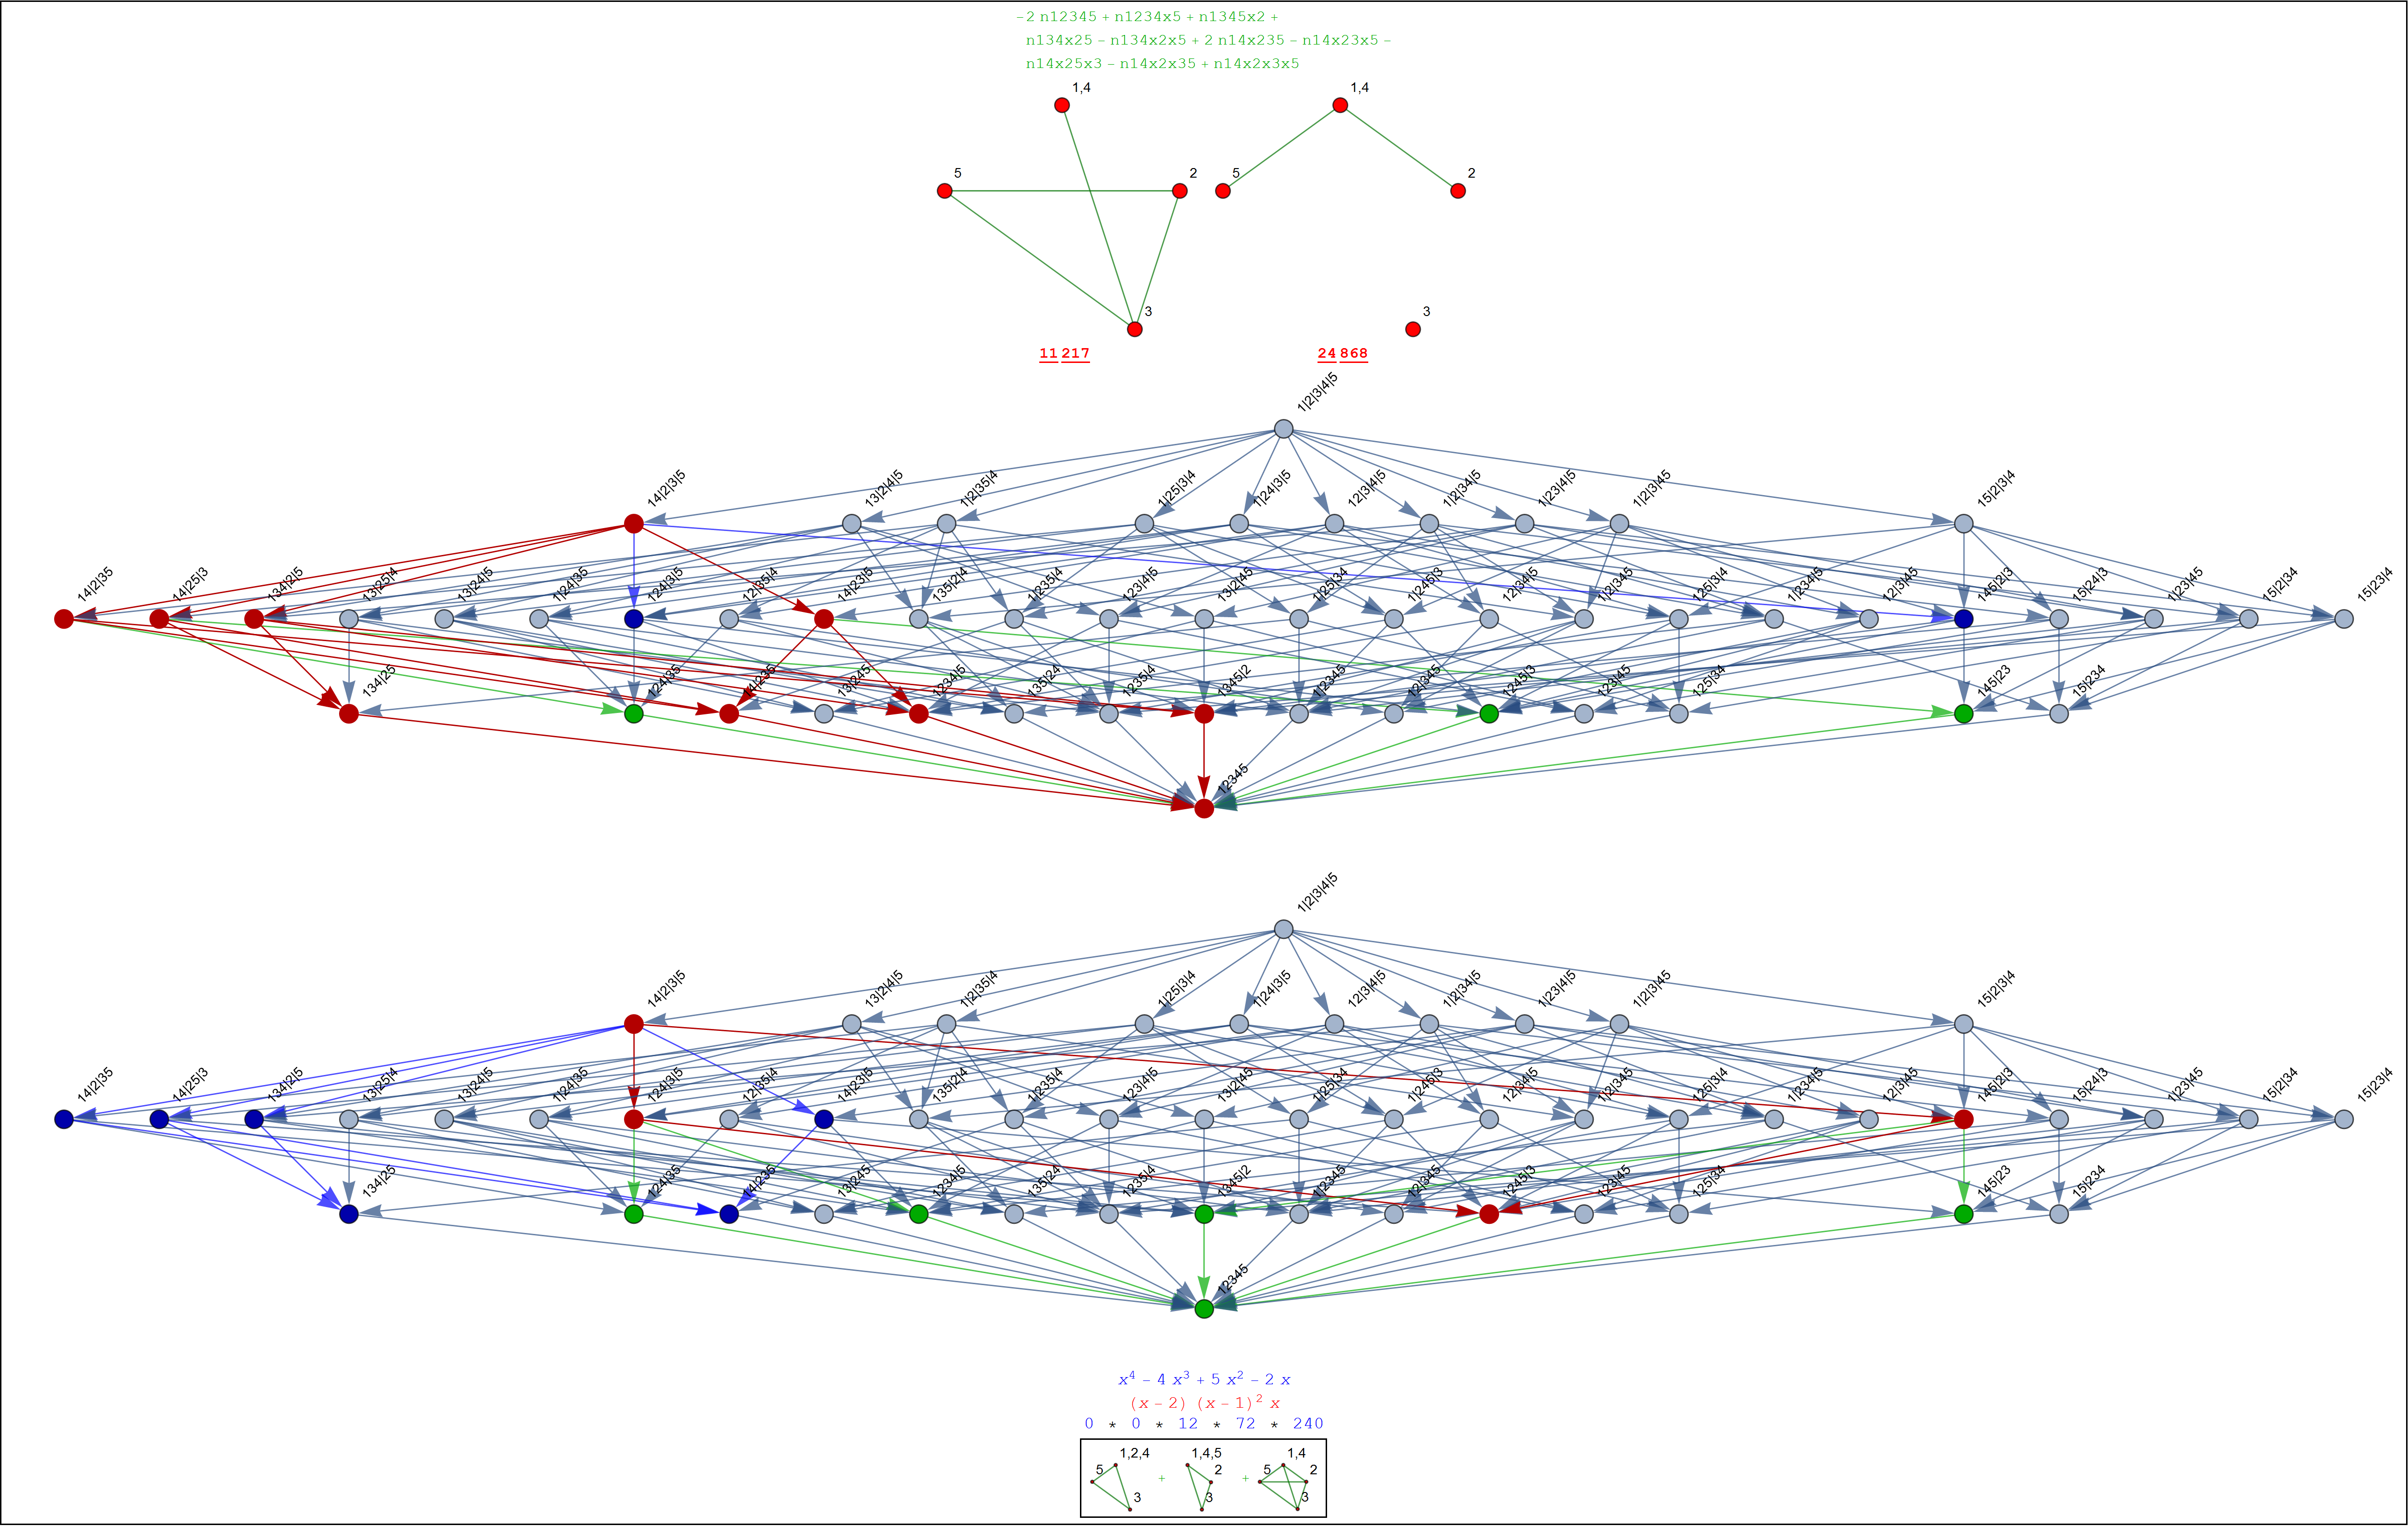 -2 n12345 + n1234x5 + n1345x2 +
n134x25 - n134x2x5 + 2 n14x235 - n14x23x5 -
n14x25x3 - n14x2x35 + n14x2x3x5
1,4 1,4
5 2 5 2
3 3
11 217 24 868
1|2|3|4|5
14|2|3|5 13|2|4|5 1|2|35|4 1|25|3|4 1|24|3|5 12|3|4|5 1|2|34|5 1|23|4|5 1|2|3|45 15|2|3|4
14|2|35 14|25|3 134|2|5 13|25|4 13|24|5 1|24|35 124|3|5 12|35|4 14|23|5 135|2|4 1|235|4 123|4|5 13|2|45 1|25|34 1|245|3 12|34|5 1|2|345 125|3|4 1|234|5 12|3|45 145|2|3 15|24|3 1|23|45 15|2|34 15|23|4
134|25 124|35 14|235 13|245 1234|5 135|24 1235|4 1345|2 1|2345 12|345 1245|3 123|45 125|34 145|23 15|234
12345
1|2|3|4|5
14|2|3|5 13|2|4|5 1|2|35|4 1|25|3|4 1|24|3|5 12|3|4|5 1|2|34|5 1|23|4|5 1|2|3|45 15|2|3|4
14|2|35 14|25|3 134|2|5 13|25|4 13|24|5 1|24|35 124|3|5 12|35|4 14|23|5 135|2|4 1|235|4 123|4|5 13|2|45 1|25|34 1|245|3 12|34|5 1|2|345 125|3|4 1|234|5 12|3|45 145|2|3 15|24|3 1|23|45 15|2|34 15|23|4
134|25 124|35 14|235 13|245 1234|5 135|24 1235|4 1345|2 1|2345 12|345 1245|3 123|45 125|34 145|23 15|234
12345
x⁴ - 4 x³ + 5 x² - 2 x
(x - 2) (x - 1)² x
0 * 0 * 12 * 72 * 240
1,2,4 1,4,5 1,4
5 + 2 + 5 2
3 3 3